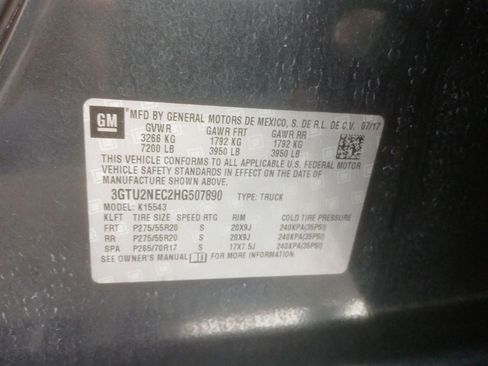 GM
MFD BY GENERAL MOTORS DE MEXICO, S. DE R.L. DE C.V. 07/17
GVWR GAWR FRT GAWR RR
3266 KG 1792 KG 1792 KG
7200 LB 3950 LB 3950 LB
THIS VEHICLE CONFORMS TO ALL APPLICABLE U.S. FEDERAL MOTOR
VEHICLE SAFETY STANDARDS IN EFFECT ON THE DATE OF
MANUFACTURE SHOWN ABOVE.
3GTU2NEC2HG507890 TYPE: TRUCK
MODEL: K15543
KLFT TIRE SIZE SPEED RTG RIM COLD TIRE PRESSURE
FRT P275/55R20 S 20X9J 240KPA(35PSI)
RR P275/55R20 S 20X9J 240KPA(35PSI)
SPA P265/70R17 S 17X7.5J 240KPA(35PSI)
SEE OWNER'S MANUAL FOR MORE INFORMATION.